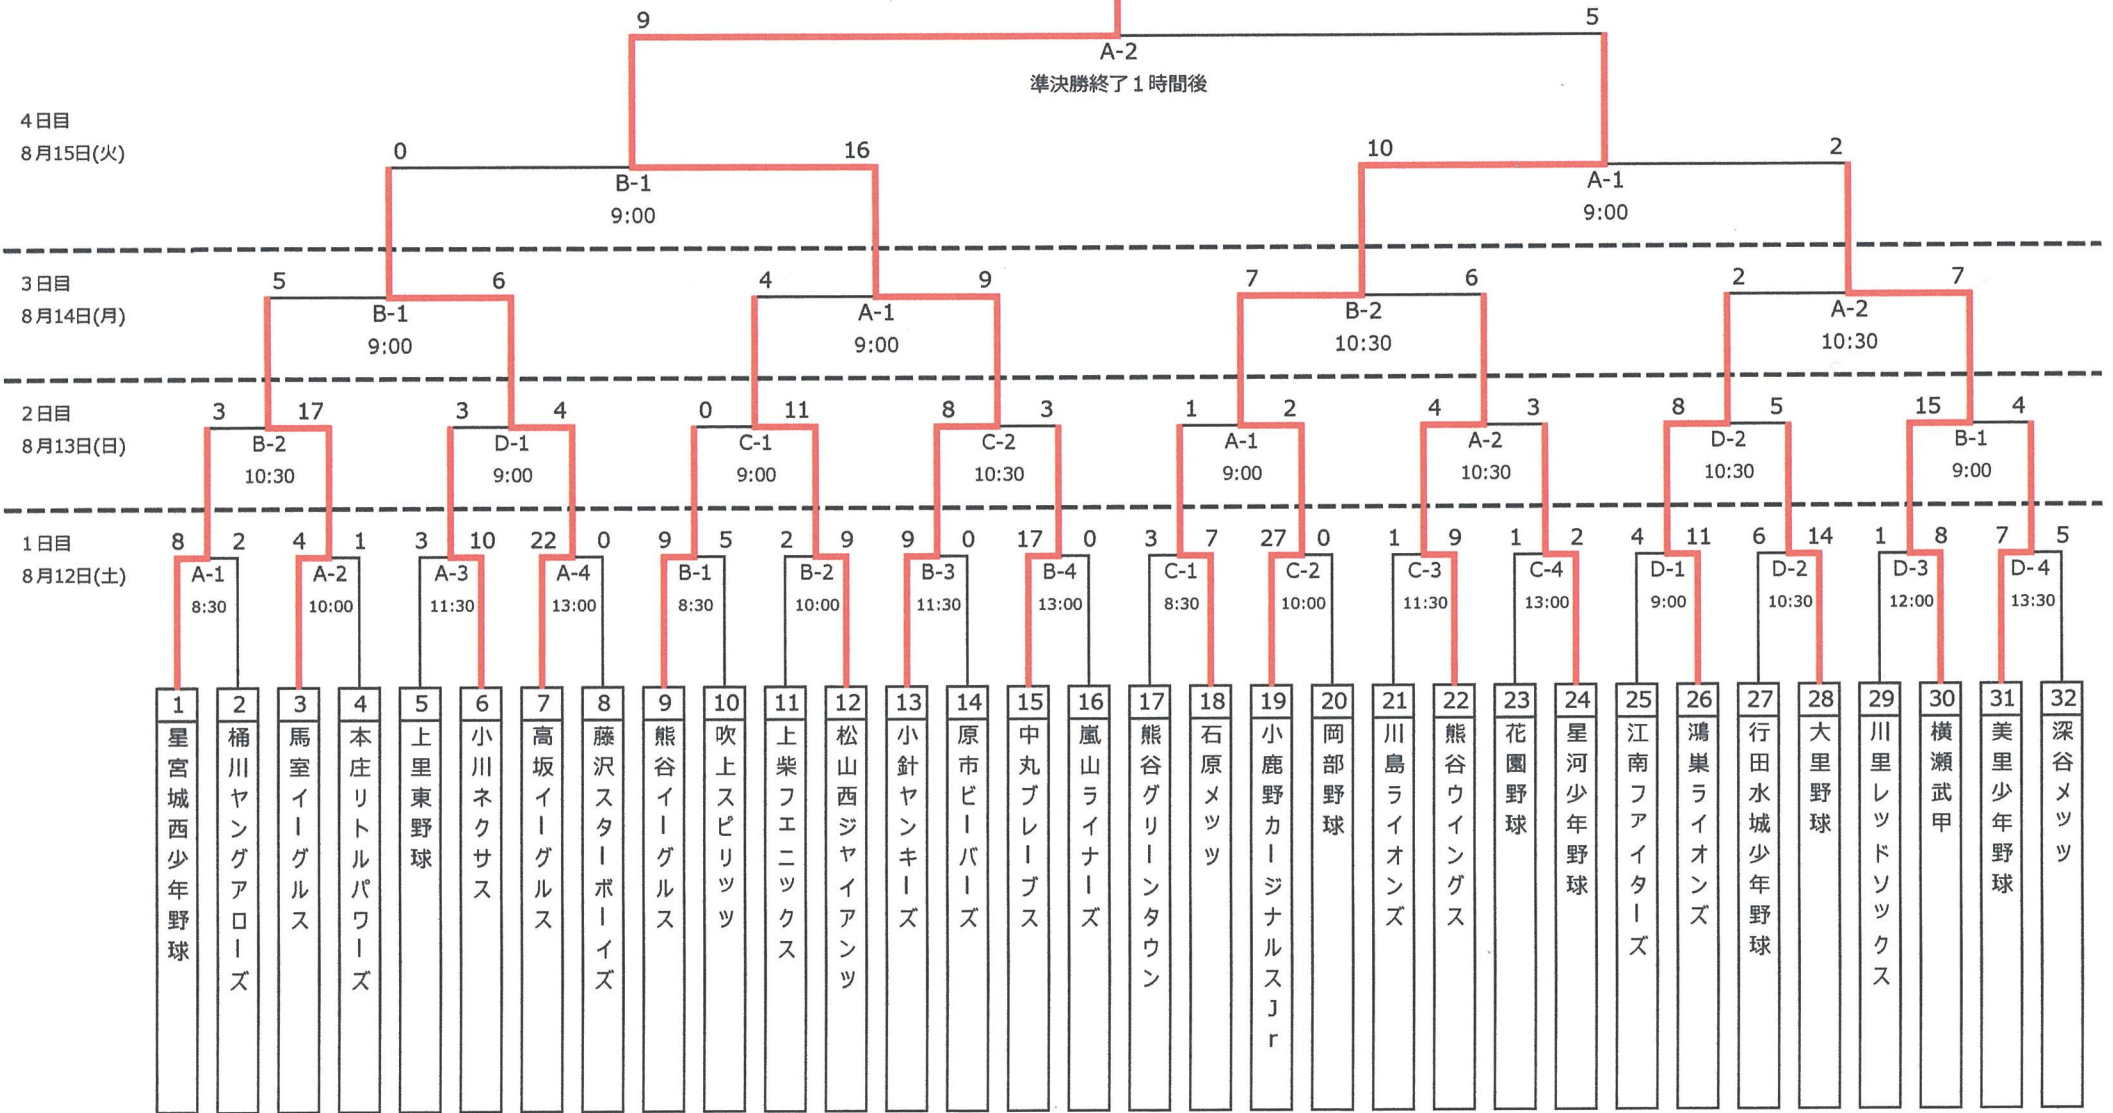 9 5
A-2
準決勝終了１時間後
4日目
8月15日(火)
0 16 10 2
B-1 A-1
9:00 9:00
3日目
8月14日(月)
5 6 4 9 7 6 2 7
B-1 A-1 B-2 A-2
9:00 9:00 10:30 10:30
2日目
8月13日(日)
3 17 3 4 0 11 8 3 1 2 4 3 8 5 15 4
B-2 D-1 C-1 C-2 A-1 A-2 D-2 B-1
10:30 9:00 9:00 10:30 9:00 10:30 10:30 9:00
1日目
8月12日(土)
8 2 4 1 3 10 22 0 9 5 2 9 9 0 17 0 3 7 27 0 1 9 1 2 4 11 6 14 1 8 7 5
A-1 A-2 A-3 A-4 B-1 B-2 B-3 B-4 C-1 C-2 C-3 C-4 D-1 D-2 D-3 D-4
8:30 10:00 11:30 13:00 8:30 10:00 11:30 13:00 8:30 10:00 11:30 13:00 9:00 10:30 12:00 13:30
1 星宮城西少年野球
2 桶川ヤングアローズ
3 馬室イーグルス
4 本庄リトルパワーズ
5 上里東野球
6 小川ネクサス
7 高坂イーグルス
8 藤沢スターボーイズ
9 熊谷イーグルス
10 吹上スピリッツ
11 上柴フエニックス
12 松山西ジヤイアンツ
13 小針ヤンキーズ
14 原市ビーバーズ
15 中丸ブレーブス
16 嵐山ライナーズ
17 熊谷グリーンタウン
18 石原メッツ
19 小鹿野カージナルスJr
20 岡部野球
21 川島ライオンズ
22 熊谷ウイングス
23 花園野球
24 星河少年野球
25 江南ファイターズ
26 鴻巣ライオンズ
27 行田水城少年野球
28 大里野球
29 川里レッドソックス
30 横瀬武甲
31 美里少年野球
32 深谷メッツ